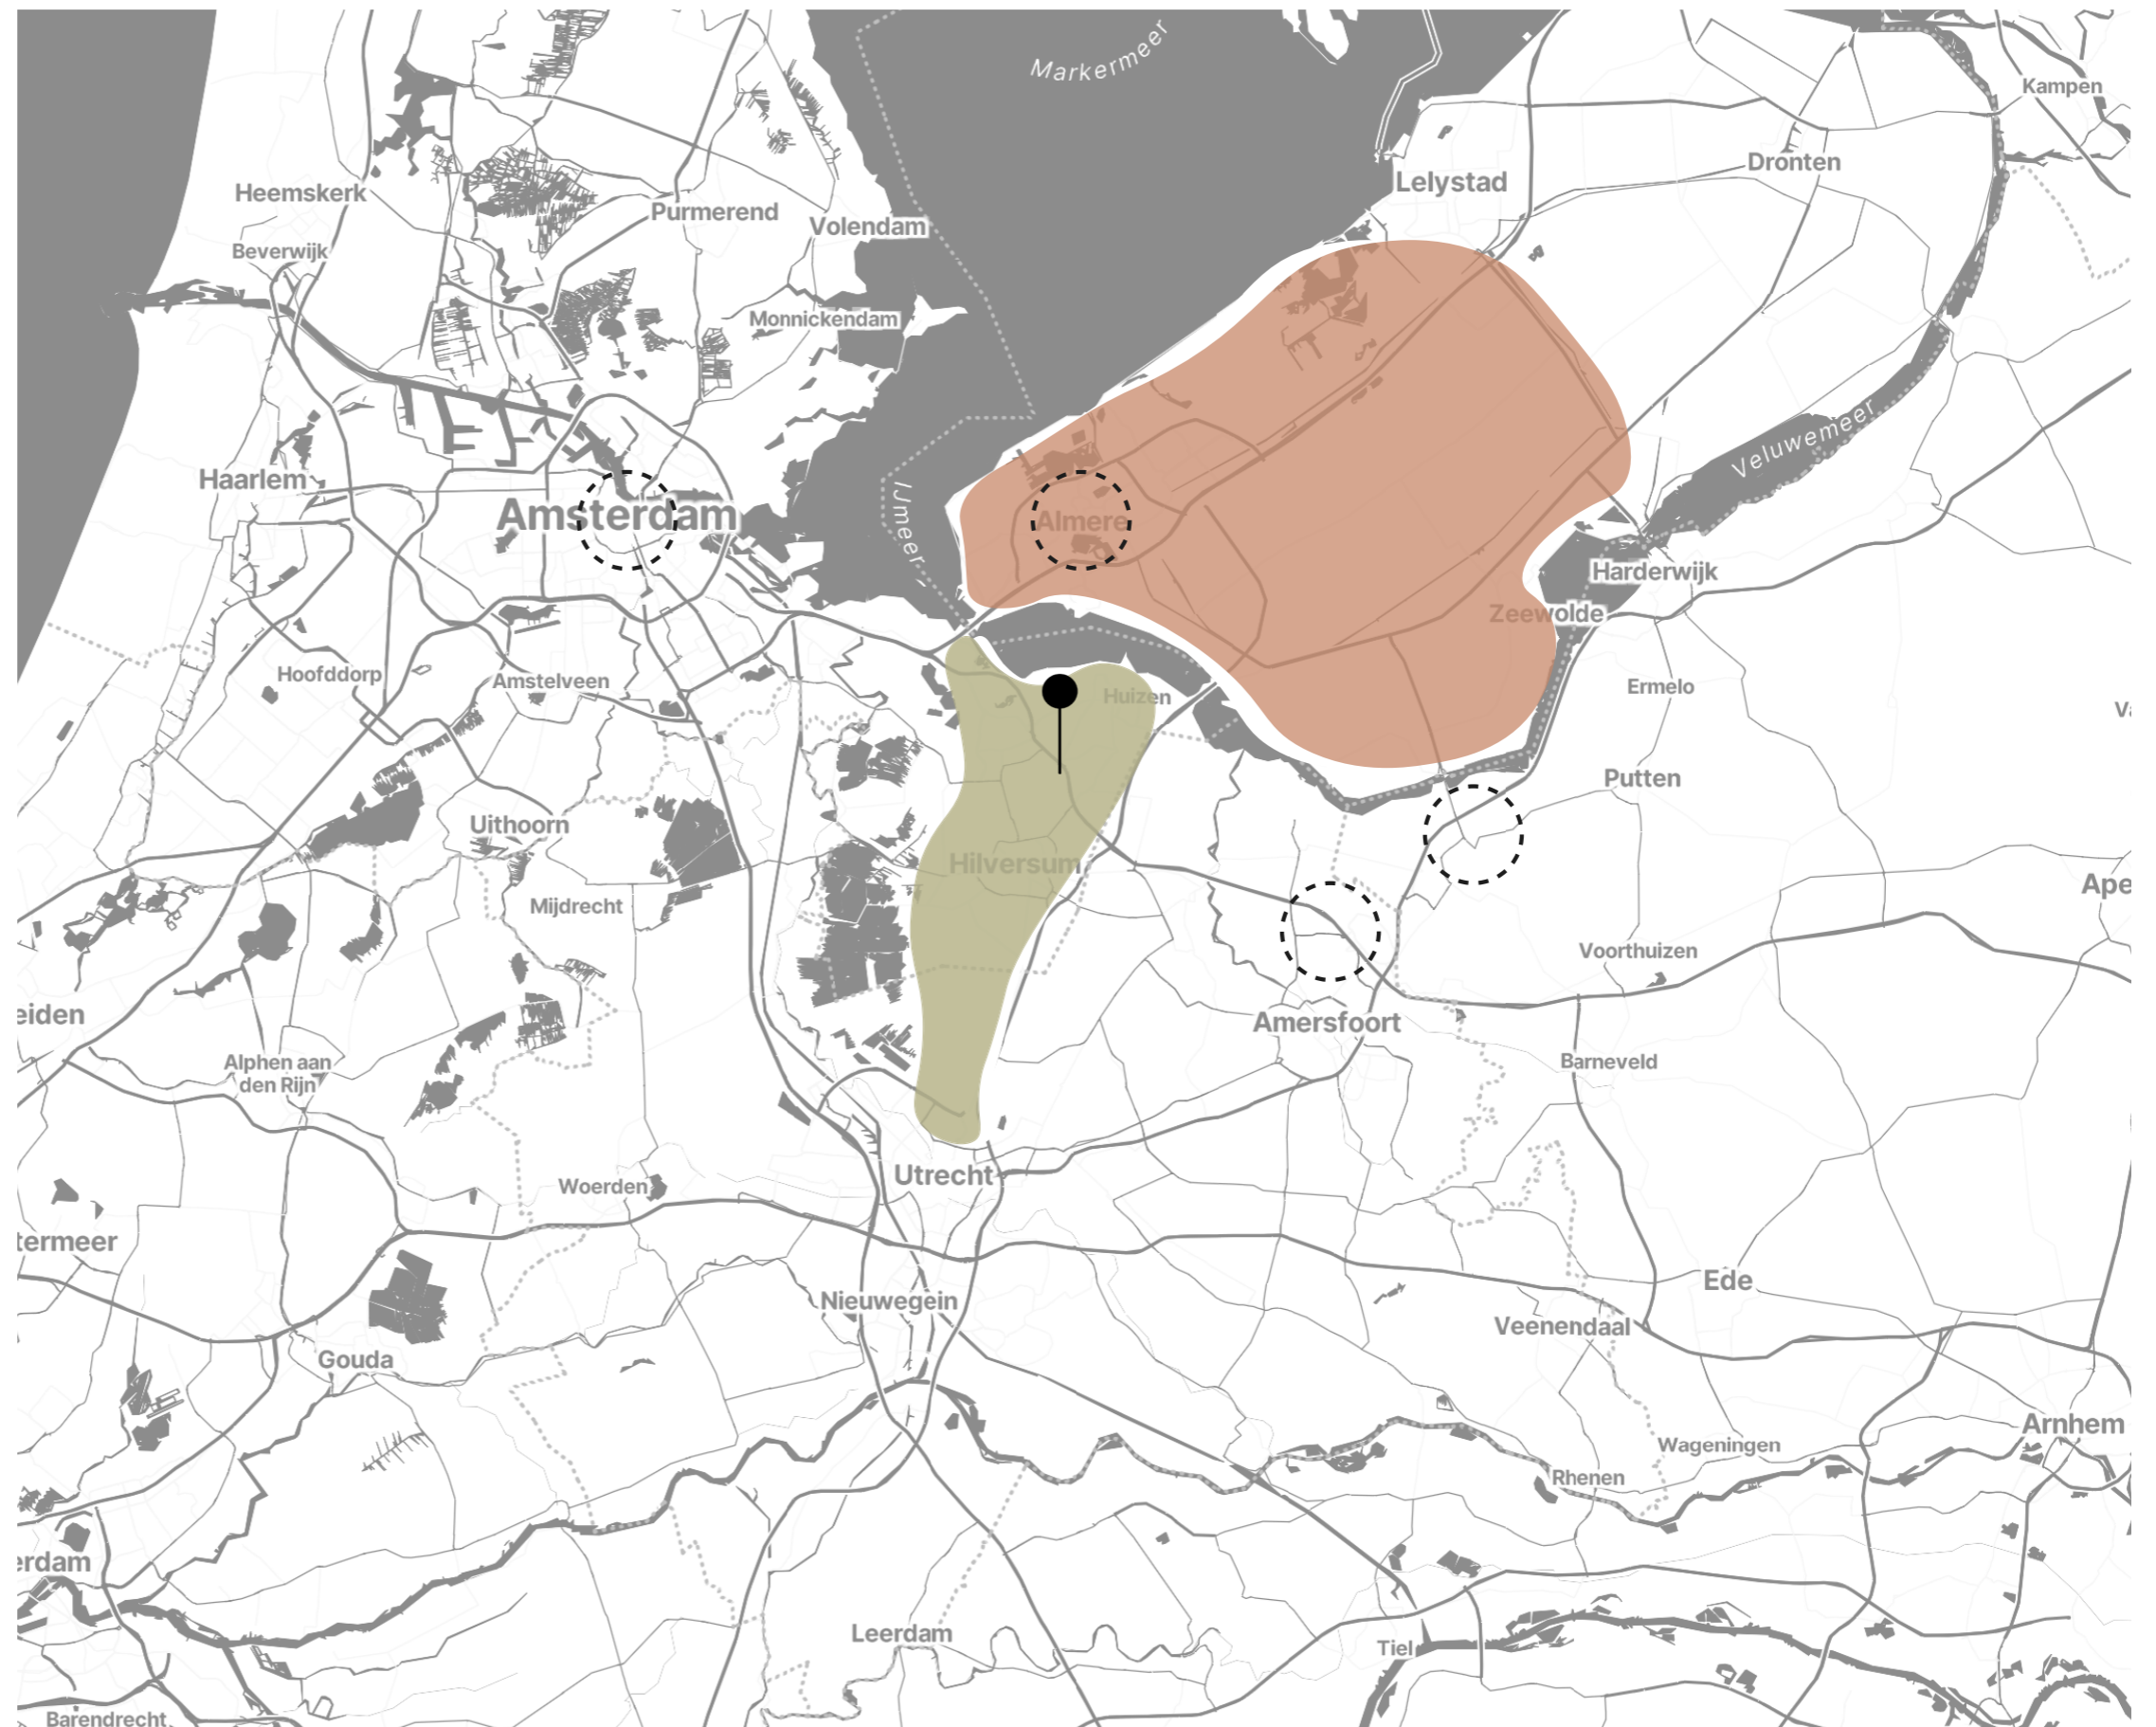 Markermeer
Kampen
Dronten
Lelystad
Heemskerk
Purmerend
Volendam
Beverwijk
Monnickendam
Veluwemeer
Haarlem
Amsterdam
IJmeer
Almere
Harderwijk
Zeewolde
Hoofddorp
Amstelveen
Huizen
Ermelo
Va
Putten
Uithoorn
Hilversum
Ape
Mijdrecht
Voorthuizen
eiden
Amersfoort
Alphen aan
den Rijn
Barneveld
Utrecht
Woerden
termeer
Ede
Nieuwegein
Veenendaal
Gouda
Arnhem
Wageningen
Rhenen
erdam
Leerdam
Tiel
Barendrecht